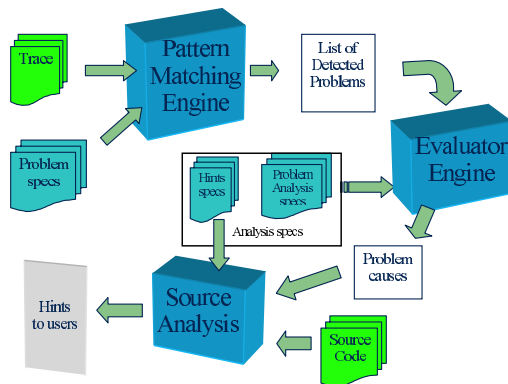 Trace
Pattern
Matching
Engine
List of
Detected
Problems
Problem
specs
Evaluator
Engine
Hints
specs
Problem
Analysis
specs
Analysis specs
Problem
causes
Source
Analysis
Hints
to users
Source
Code